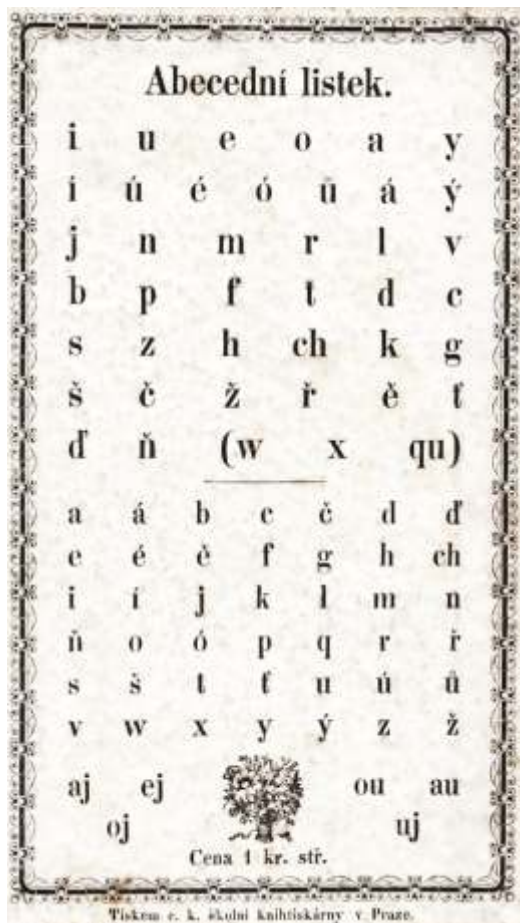 Abecední lístek.
i u e o a y
í ú é ó ů á ý
j n m r l v
b p f t d c
s z h ch k g
š č ž ř ě ť
ď ň (w x qu)
a á b c č d ď
e é ě f g h ch
i í j k l m n
ň o ó p q r ř
s š t ť u ú ů
v w x y ý z ž
aj ej ou au
oj uj
Cena 1 kr. stř.
Tiskem c. k. školní knihtiskárny v Praze.